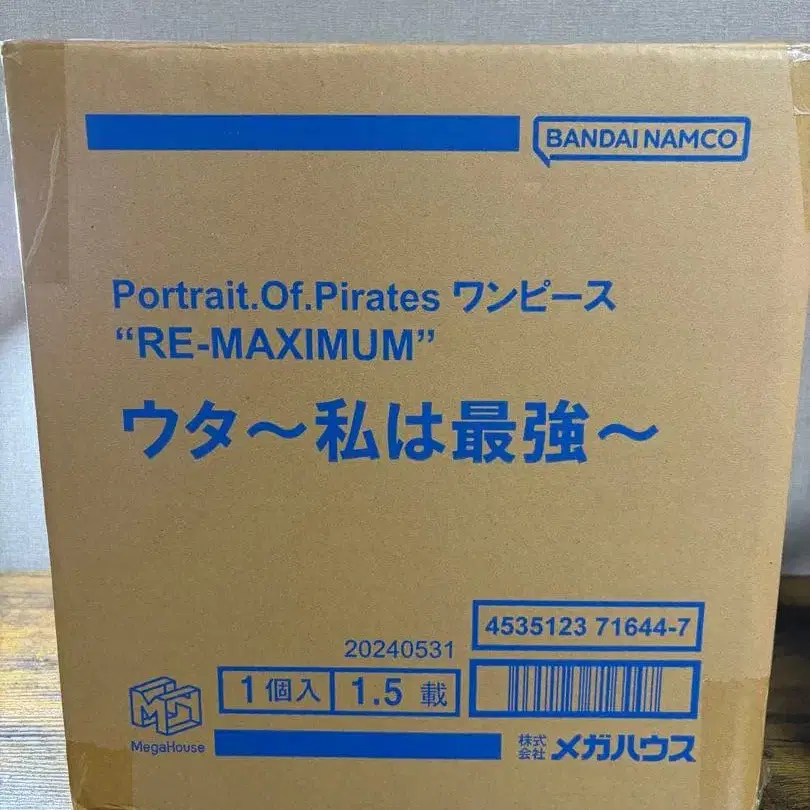 BANDAI NAMCO
Portrait.Of.Pirates ワンピース
“RE-MAXIMUM”
ウタ～私は最強～
4535123 71644-7
20240531
1個入 1.5 載
MegaHouse
株式会社 メガハウス